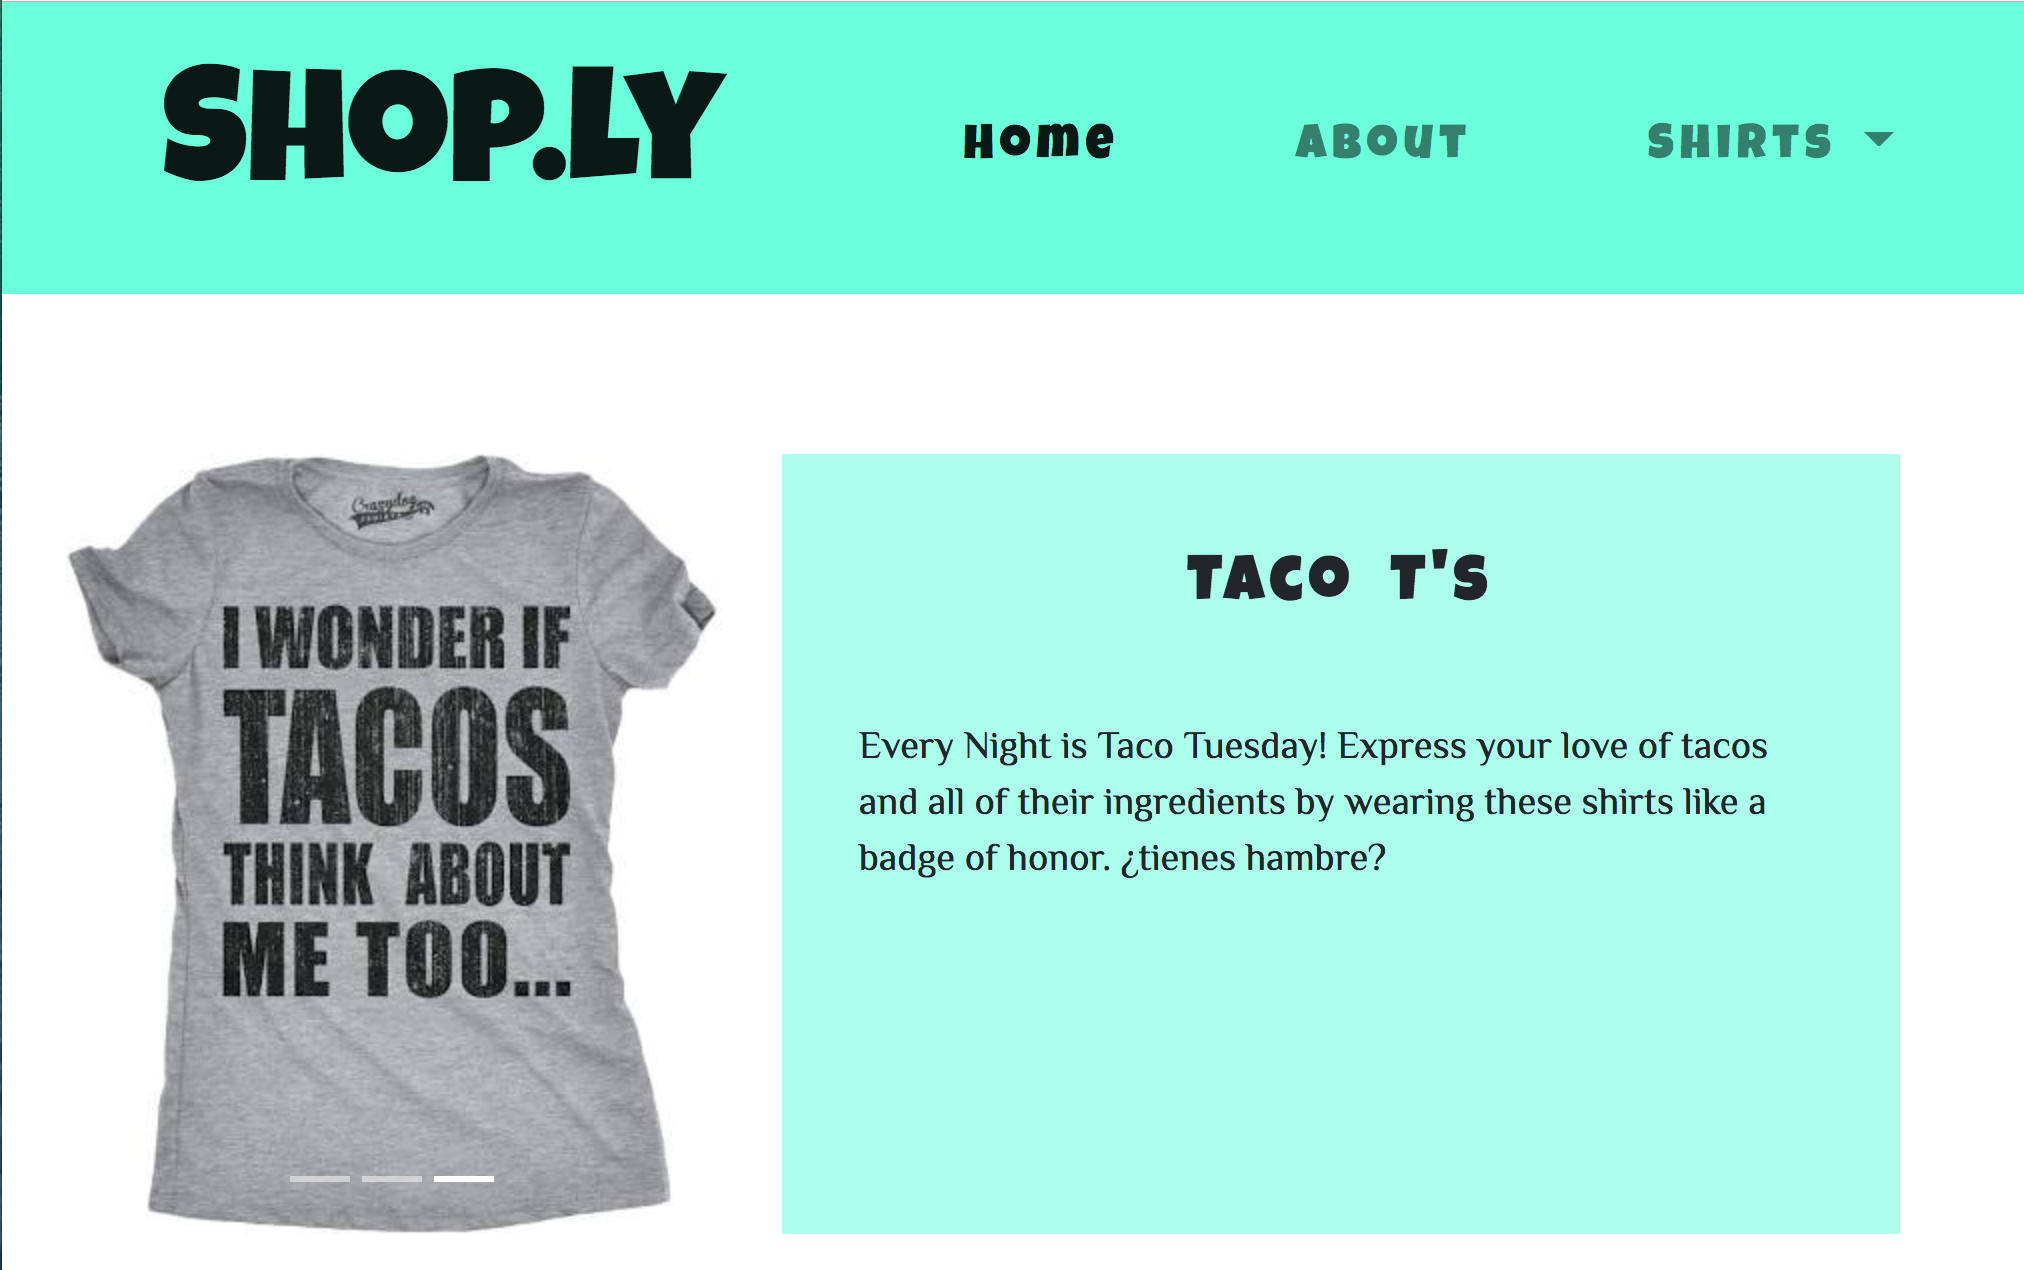 SHOP.LY
Home
ABOUT
SHIRTS
Crazydog
I WONDER IF
TACOS
THINK ABOUT
ME TOO...
TACO T'S
Every Night is Taco Tuesday! Express your love of tacos
and all of their ingredients by wearing these shirts like a
badge of honor. ¿tienes hambre?